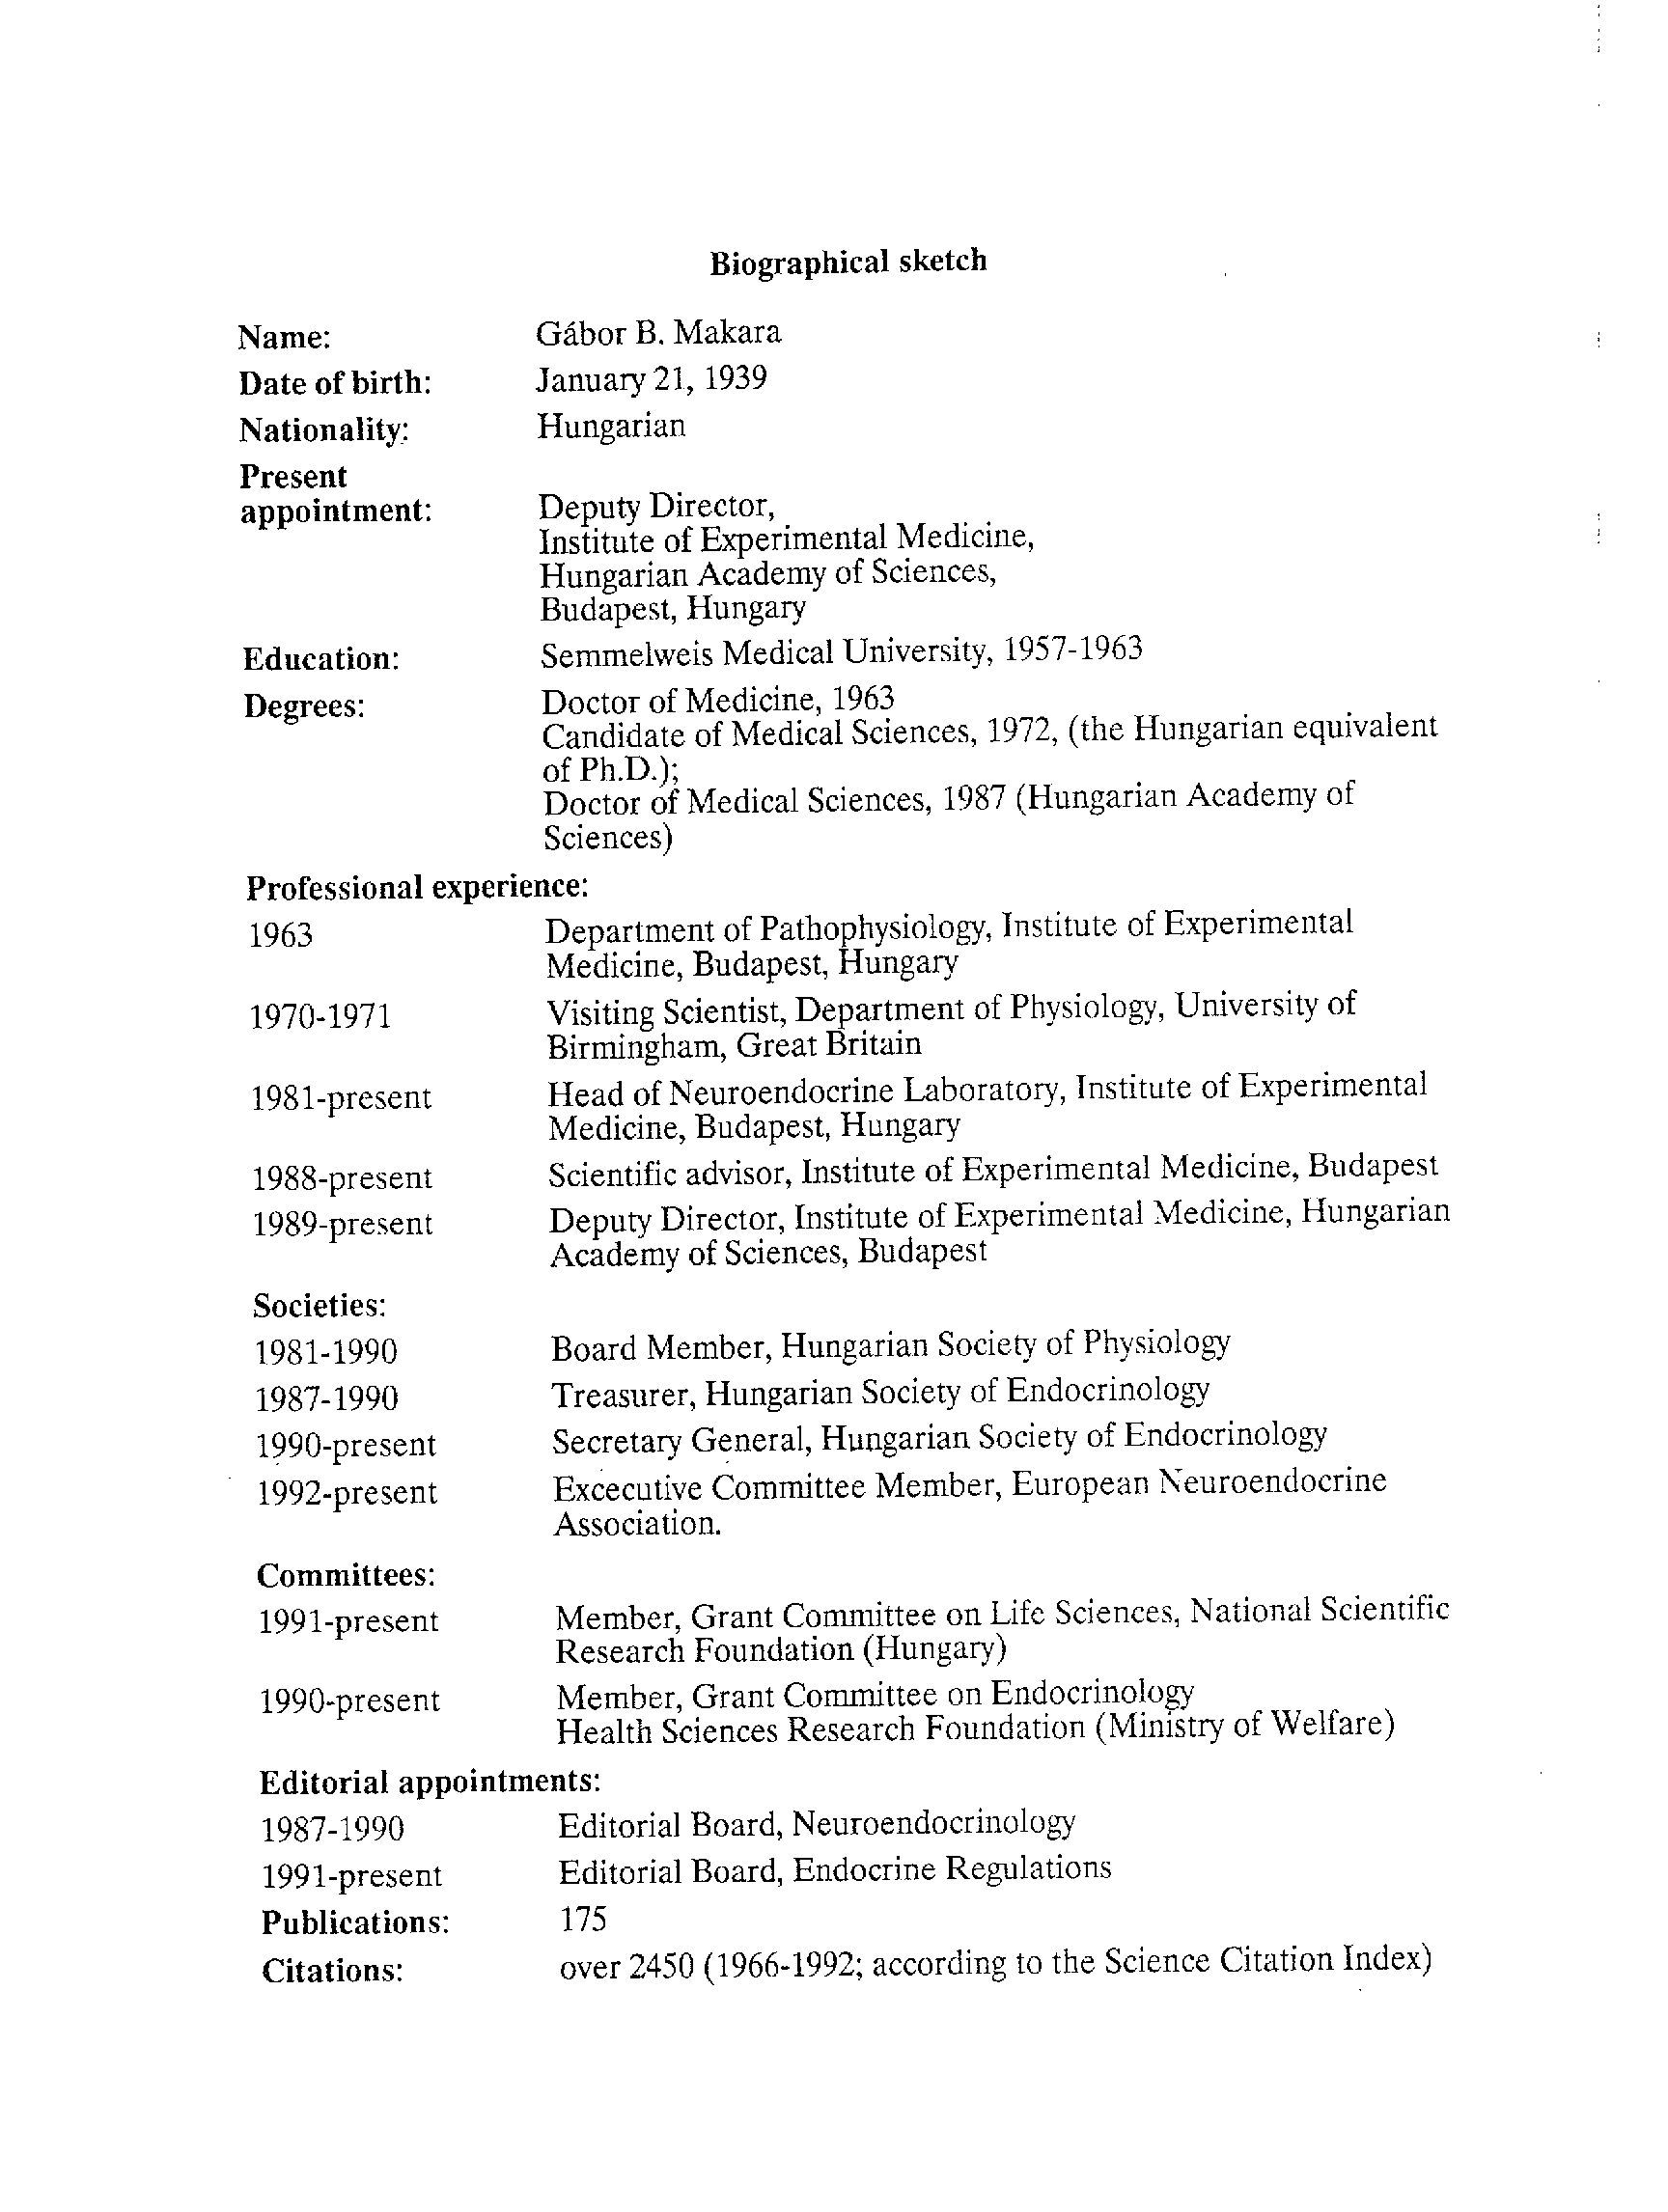 Biographical sketch
Name: Gábor B. Makara
Date of birth: January 21, 1939
Nationality: Hungarian
Present
appointment: Deputy Director,
Institute of Experimental Medicine,
Hungarian Academy of Sciences,
Budapest, Hungary
Education: Semmelweis Medical University, 1957-1963
Degrees: Doctor of Medicine, 1963
Candidate of Medical Sciences, 1972, (the Hungarian equivalent
of Ph.D.);
Doctor of Medical Sciences, 1987 (Hungarian Academy of
Sciences)
Professional experience:
1963 Department of Pathophysiology, Institute of Experimental
Medicine, Budapest, Hungary
1970-1971 Visiting Scientist, Department of Physiology, University of
Birmingham, Great Britain
1981-present Head of Neuroendocrine Laboratory, Institute of Experimental
Medicine, Budapest, Hungary
1988-present Scientific advisor, Institute of Experimental Medicine, Budapest
1989-present Deputy Director, Institute of Experimental Medicine, Hungarian
Academy of Sciences, Budapest
Societies:
1981-1990 Board Member, Hungarian Society of Physiology
1987-1990 Treasurer, Hungarian Society of Endocrinology
1990-present Secretary General, Hungarian Society of Endocrinology
1992-present Excecutive Committee Member, European Neuroendocrine
Association.
Committees:
1991-present Member, Grant Committee on Life Sciences, National Scientific
Research Foundation (Hungary)
1990-present Member, Grant Committee on Endocrinology
Health Sciences Research Foundation (Ministry of Welfare)
Editorial appointments:
1987-1990 Editorial Board, Neuroendocrinology
1991-present Editorial Board, Endocrine Regulations
Publications: 175
Citations: over 2450 (1966-1992; according to the Science Citation Index)